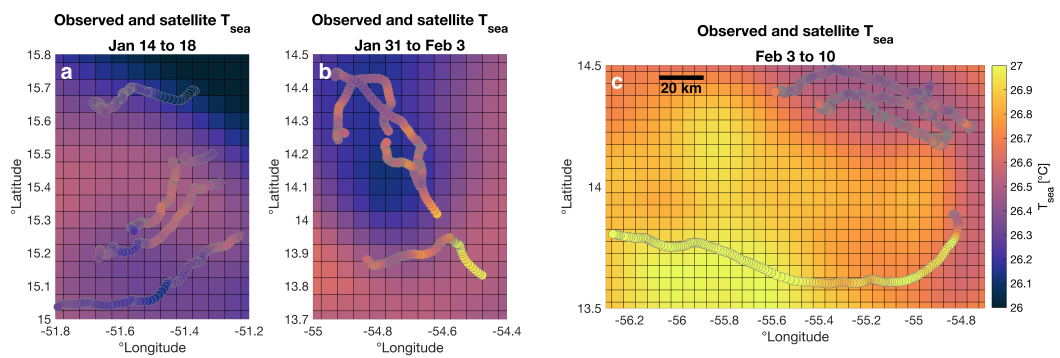 Observed and satellite T_sea
Jan 14 to 18
a
15.8
15.7
15.6
15.5
15.4
15.3
15.2
15.1
15
°Latitude
-51.8
-51.6
-51.4
-51.2
°Longitude
Observed and satellite T_sea
Jan 31 to Feb 3
b
14.5
14.4
14.3
14.2
14.1
14
13.9
13.8
13.7
°Latitude
-55
-54.8
-54.6
-54.4
°Longitude
Observed and satellite T_sea
Feb 3 to 10
c
20 km
14.5
14
13.5
°Latitude
-56.2
-56
-55.8
-55.6
-55.4
-55.2
-55
-54.8
°Longitude
27
26.9
26.8
26.7
26.6
26.5
26.4
26.3
26.2
26.1
26
T_sea [°C]